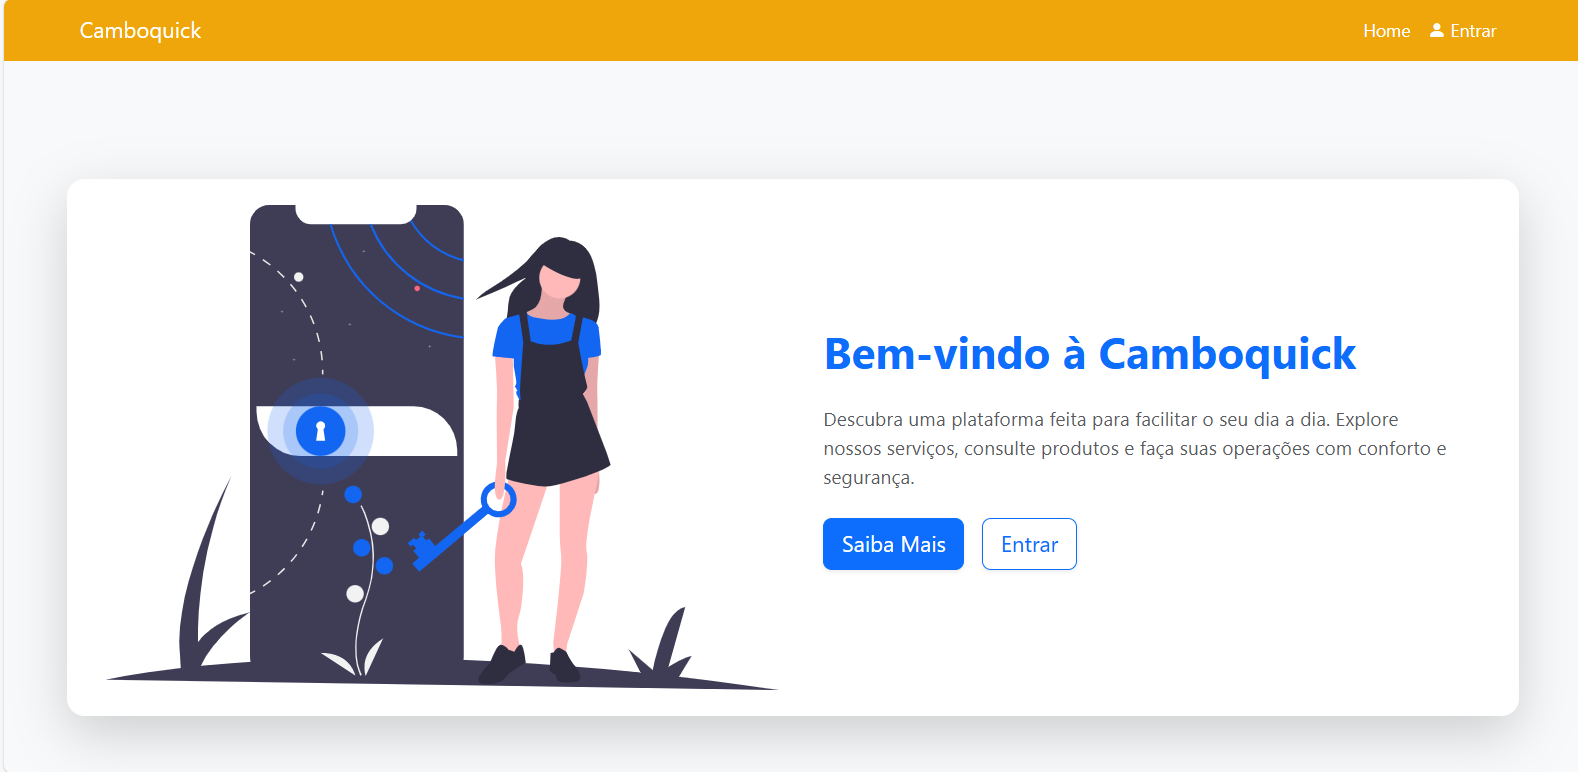 Camboquick
Home
Entrar
Bem-vindo à Camboquick
Descubra uma plataforma feita para facilitar o seu dia a dia. Explore
nossos serviços, consulte produtos e faça suas operações com conforto e
segurança.
Saiba Mais
Entrar